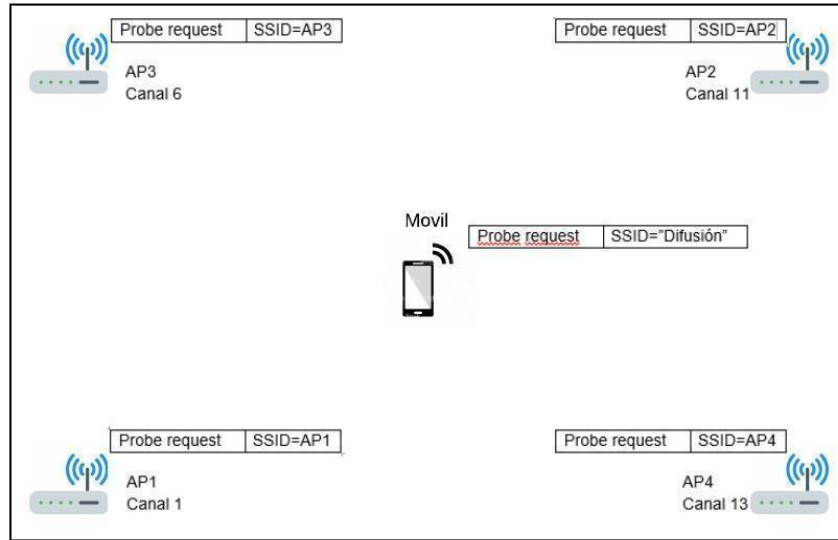 Probe request SSID=AP3
Probe request SSID=AP2
AP3
Canal 6
AP2
Canal 11
Movil
Probe request SSID="Difusión"
Probe request SSID=AP1
Probe request SSID=AP4
AP1
Canal 1
AP4
Canal 13